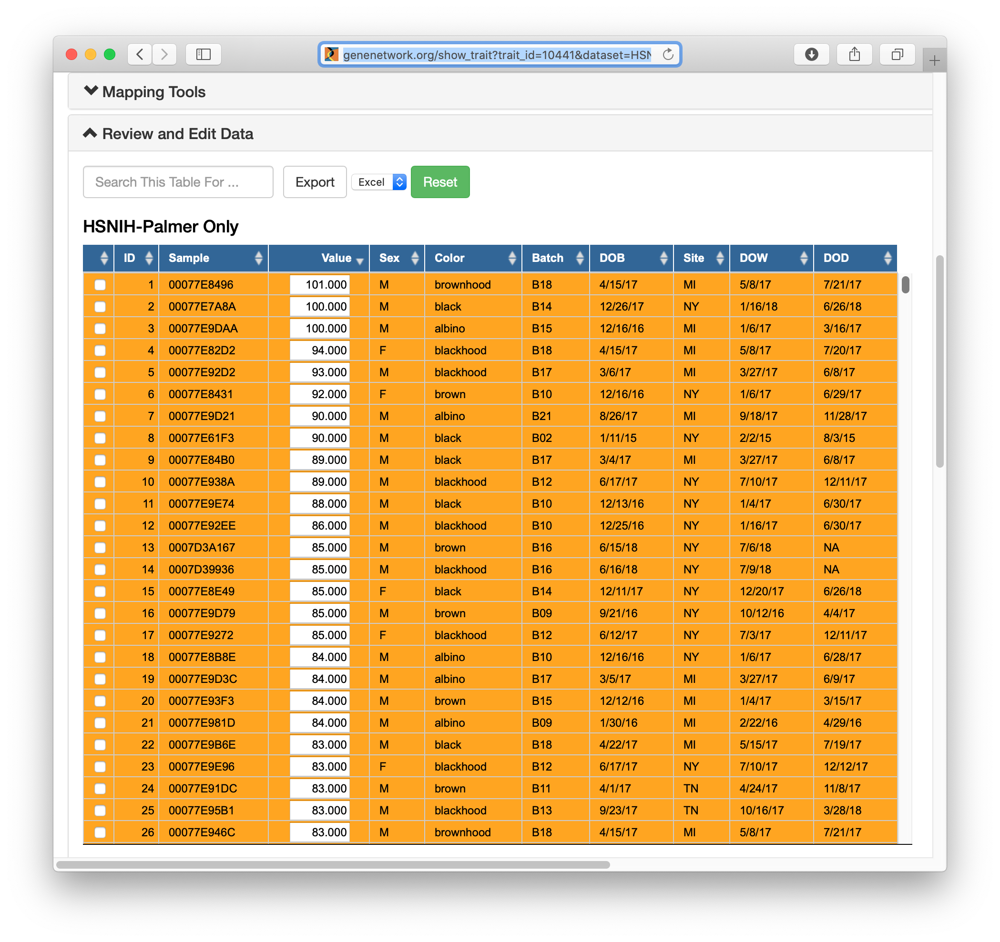 genenetwork.org/show_trait?trait_id=10441&dataset=HSN
Mapping Tools
Review and Edit Data
Search This Table For ... Export Excel Reset
HSNIH-Palmer Only
ID Sample Value Sex Color Batch DOB Site DOW DOD
1 00077E8496 101.000 M brownhood B18 4/15/17 MI 5/8/17 7/21/17
2 00077E7A8A 100.000 M black B14 12/26/17 NY 1/16/18 6/26/18
3 00077E9DAA 100.000 M albino B15 12/16/16 MI 1/6/17 3/16/17
4 00077E82D2 94.000 F blackhood B18 4/15/17 MI 5/8/17 7/20/17
5 00077E92D2 93.000 M blackhood B17 3/6/17 MI 3/27/17 6/8/17
6 00077E8431 92.000 F brown B10 12/16/16 NY 1/6/17 6/29/17
7 00077E9D21 90.000 M albino B21 8/26/17 MI 9/18/17 11/28/17
8 00077E61F3 90.000 M black B02 1/11/15 NY 2/2/15 8/3/15
9 00077E84B0 89.000 M black B17 3/4/17 MI 3/27/17 6/8/17
10 00077E938A 89.000 M blackhood B12 6/17/17 NY 7/10/17 12/11/17
11 00077E9E74 88.000 M black B10 12/13/16 NY 1/4/17 6/30/17
12 00077E92EE 86.000 M blackhood B10 12/25/16 NY 1/16/17 6/30/17
13 0007D3A167 85.000 M brown B16 6/15/18 NY 7/6/18 NA
14 0007D39936 85.000 M blackhood B16 6/16/18 NY 7/9/18 NA
15 00077E8E49 85.000 F black B14 12/11/17 NY 12/20/17 6/26/18
16 00077E9D79 85.000 M brown B09 9/21/16 NY 10/12/16 4/4/17
17 00077E9272 85.000 F blackhood B12 6/12/17 NY 7/3/17 12/11/17
18 00077E8B8E 84.000 M albino B10 12/16/16 NY 1/6/17 6/28/17
19 00077E9D3C 84.000 M albino B17 3/5/17 MI 3/27/17 6/9/17
20 00077E93F3 84.000 M brown B15 12/12/16 MI 1/4/17 3/15/17
21 00077E981D 84.000 M albino B09 1/30/16 MI 2/22/16 4/29/16
22 00077E9B6E 83.000 M black B18 4/22/17 MI 5/15/17 7/19/17
23 00077E9E96 83.000 F blackhood B12 6/17/17 NY 7/10/17 12/12/17
24 00077E91DC 83.000 M brown B11 4/1/17 TN 4/24/17 11/8/17
25 00077E95B1 83.000 M blackhood B13 9/23/17 TN 10/16/17 3/28/18
26 00077E946C 83.000 M brownhood B18 4/15/17 MI 5/8/17 7/21/17